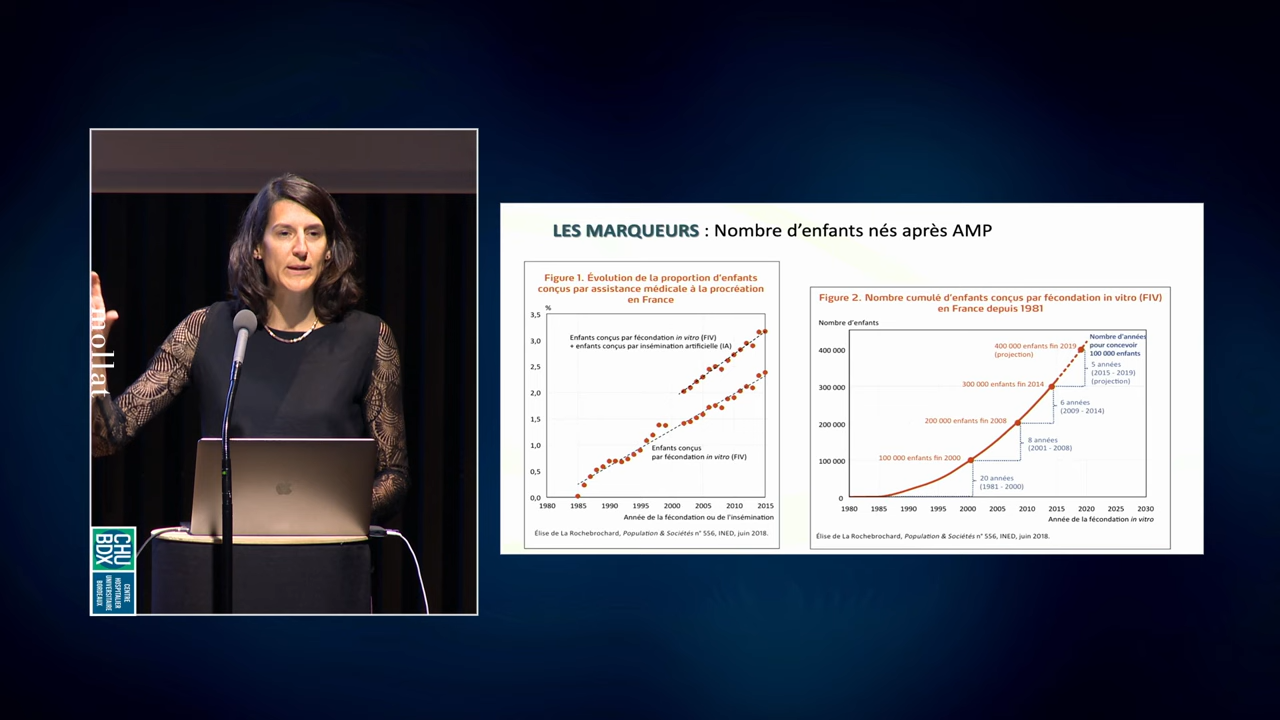 mollat
CHU
BDX
CENTRE
HOSPITALIER
UNIVERSITAIRE
BORDEAUX
LES MARQUEURS : Nombre d'enfants nés après AMP
Figure 1. Évolution de la proportion d'enfants
conçus par assistance médicale à la procréation
en France
%
3,5
3,0
2,5
2,0
1,5
1,0
0,5
0,0
Enfants conçus par fécondation in vitro (FIV)
+ enfants conçus par insémination artificielle (IA)
Enfants conçus
par fécondation in vitro (FIV)
1980 1985 1990 1995 2000 2005 2010 2015
Année de la fécondation ou de l'insémination
Élise de La Rochebrochard, Population & Sociétés n° 556, INED, juin 2018.
Figure 2. Nombre cumulé d'enfants conçus par fécondation in vitro (FIV)
en France depuis 1981
Nombre d'enfants
400 000
300 000
200 000
100 000
0
400 000 enfants fin 2019
(projection)
300 000 enfants fin 2014
200 000 enfants fin 2008
100 000 enfants fin 2000
Nombre d'années
pour concevoir
100 000 enfants
5 années
(2015 - 2019)
(projection)
6 années
(2009 - 2014)
8 années
(2001 - 2008)
20 années
(1981 - 2000)
1980 1985 1990 1995 2000 2005 2010 2015 2020 2025 2030
Année de la fécondation in vitro
Élise de La Rochebrochard, Population & Sociétés n° 556, INED, juin 2018.